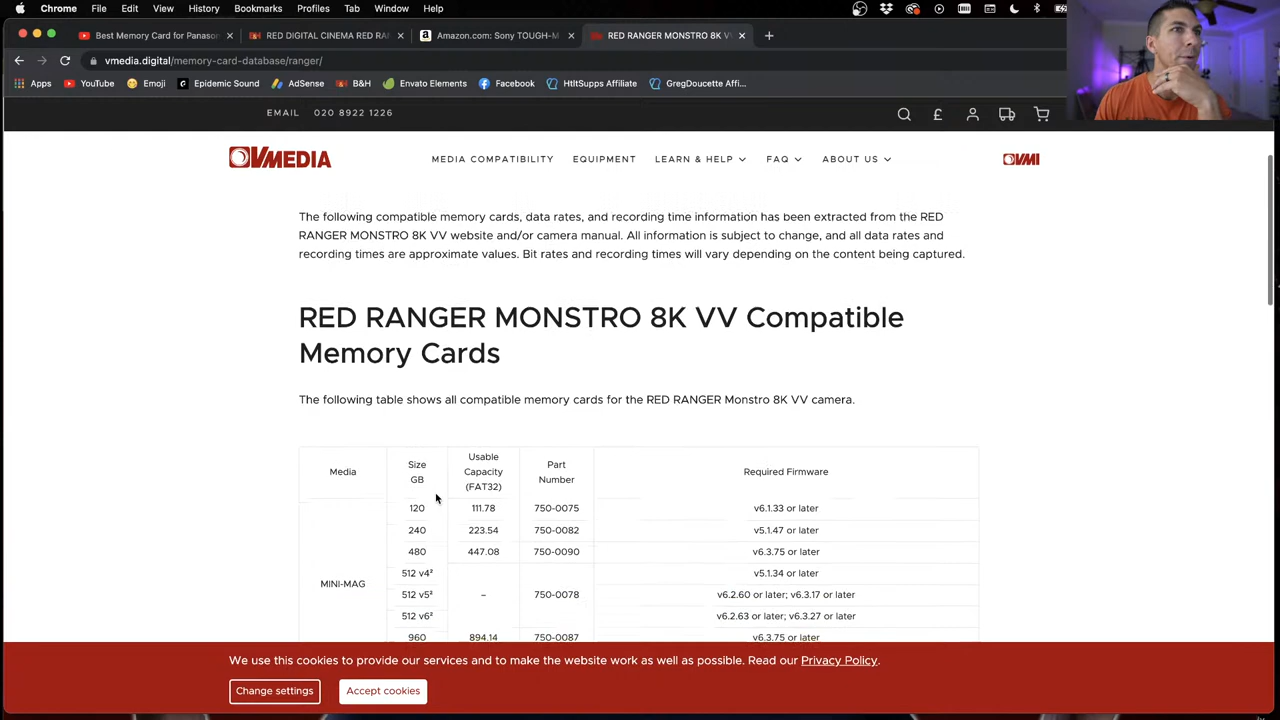 Chrome File Edit View History Bookmarks Profiles Tab Window Help
Best Memory Card for Panaso
RED DIGITAL CINEMA RED RA
Amazon.com: Sony TOUGH-M
RED RANGER MONSTRO 8K VV
vmedia.digital/memory-card-database/ranger/
Apps YouTube Emoji Epidemic Sound AdSense B&H Envato Elements Facebook HtltSupps Affiliate GregDoucette Affi...
EMAIL 020 8922 1226
VMEDIA
MEDIA COMPATIBILITY EQUIPMENT LEARN & HELP FAQ ABOUT US
VMI
The following compatible memory cards, data rates, and recording time information has been extracted from the RED
RANGER MONSTRO 8K VV website and/or camera manual. All information is subject to change, and all data rates and
recording times are approximate values. Bit rates and recording times will vary depending on the content being captured.
RED RANGER MONSTRO 8K VV Compatible
Memory Cards
The following table shows all compatible memory cards for the RED RANGER Monstro 8K VV camera.
Media
Size
GB
Usable
Capacity
(FAT32)
Part
Number
Required Firmware
120 111.78 750-0075 v6.1.33 or later
240 223.54 750-0082 v5.1.47 or later
480 447.08 750-0090 v6.3.75 or later
512 v4² v5.1.34 or later
MINI-MAG
512 v5² – 750-0078 v6.2.60 or later; v6.3.17 or later
512 v6² v6.2.63 or later; v6.3.27 or later
960 894.14 750-0087 v6.3.75 or later
We use this cookies to provide our services and to make the website work as well as possible. Read our Privacy Policy.
Change settings
Accept cookies